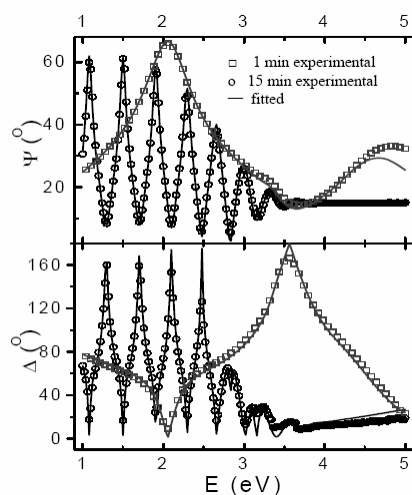 1 2 3 4 5
60
40
20
Ψ (°)
1 min experimental
15 min experimental
fitted
160
120
80
40
0
Δ (°)
1 2 3 4 5
E (eV)